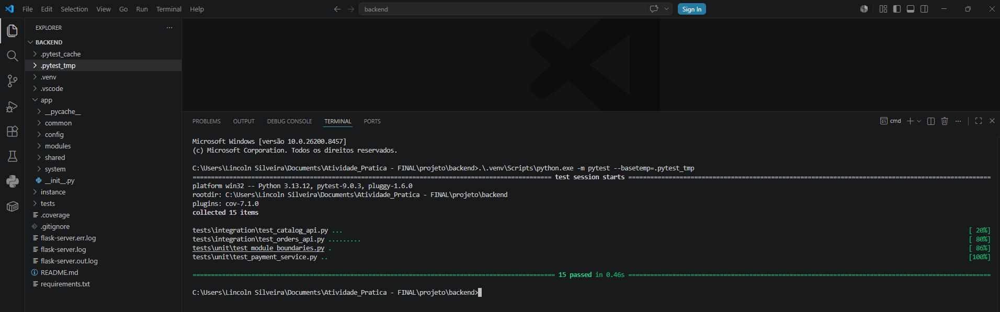 File Edit Selection View Go Run Terminal Help
backend
Sign In
EXPLORER
BACKEND
.pytest_cache
.pytest_tmp
.venv
.vscode
app
__pycache__
common
config
modules
shared
system
__init__.py
instance
tests
.coverage
.gitignore
flask-server.err.log
flask-server.log
flask-server.out.log
README.md
requirements.txt
PROBLEMS OUTPUT DEBUG CONSOLE TERMINAL PORTS
cmd
Microsoft Windows [versão 10.0.26200.8457]
(c) Microsoft Corporation. Todos os direitos reservados.
C:\Users\Lincoln Silveira\Documents\Atividade_Pratica - FINAL\projeto\backend>.\.venv\Scripts\python.exe -m pytest --basetemp=.pytest_tmp
test session starts
platform win32 -- Python 3.13.12, pytest-9.0.3, pluggy-1.6.0
rootdir: C:\Users\Lincoln Silveira\Documents\Atividade_Pratica - FINAL\projeto\backend
plugins: cov-7.1.0
collected 15 items
tests\integration\test_catalog_api.py ... [ 20%]
tests\integration\test_orders_api.py ......... [ 80%]
tests\unit\test_module_boundaries.py . [ 86%]
tests\unit\test_payment_service.py .. [100%]
15 passed in 0.46s
C:\Users\Lincoln Silveira\Documents\Atividade_Pratica - FINAL\projeto\backend>